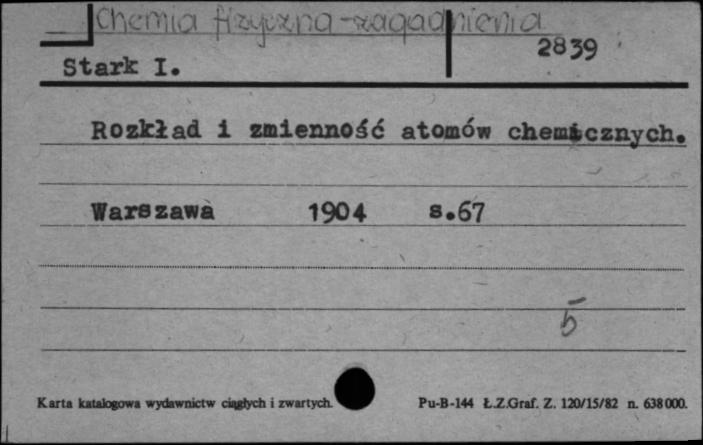 Chemia fizyczna - zagadnienia
2839
Stark I.
Rozkład i zmienność atomów chemicznych.
Warszawa 1904 s.67
5
Karta katalogowa wydawnictw ciągłych i zwartych. Pu-B-144 Ł.Z.Graf. Z. 120/15/82 n. 638000.